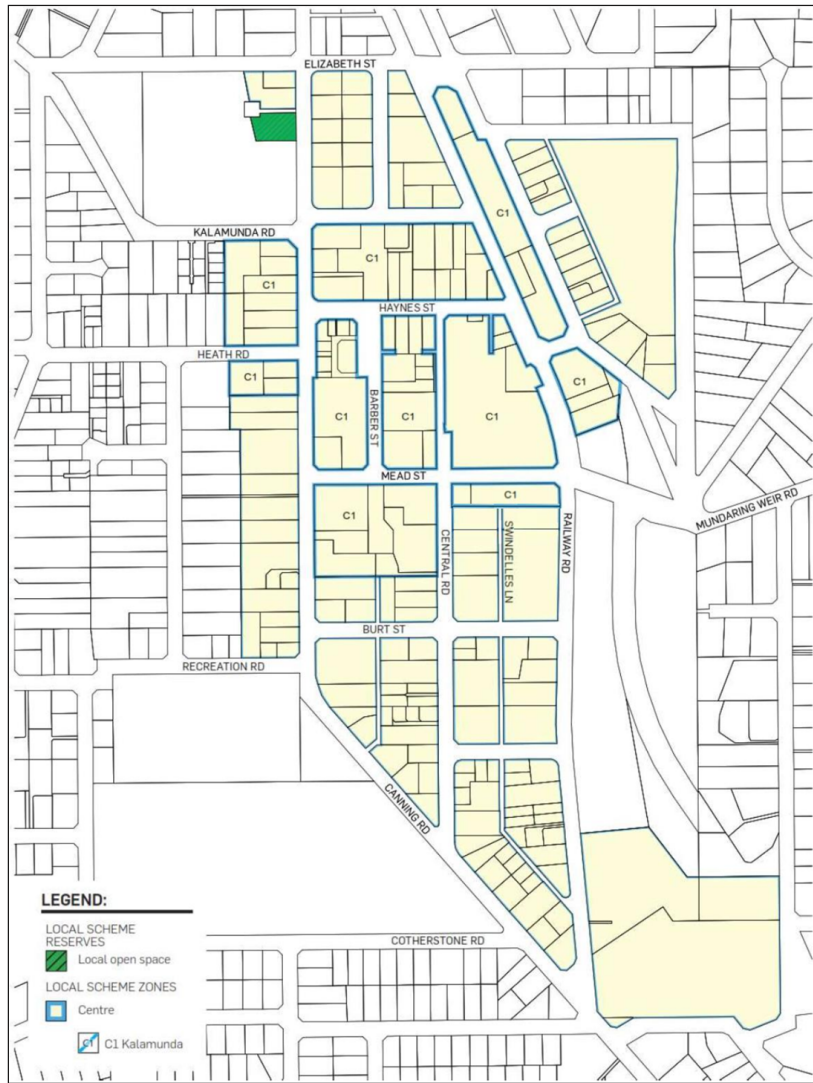 ELIZABETH ST
C1
KALAMUNDA RD
C1
C1
HAYNES ST
HEATH RD
C1
C1
BARBER ST
C1
C1
C1
MEAD ST
C1
C1
MUNDARING WEIR RD
CENTRAL RD
SWINDELLES LN
RAILWAY RD
BURT ST
RECREATION RD
CANNING RD
COTHERSTONE RD
LEGEND:
LOCAL SCHEME
RESERVES
Local open space
LOCAL SCHEME ZONES
Centre
C1 C1 Kalamunda